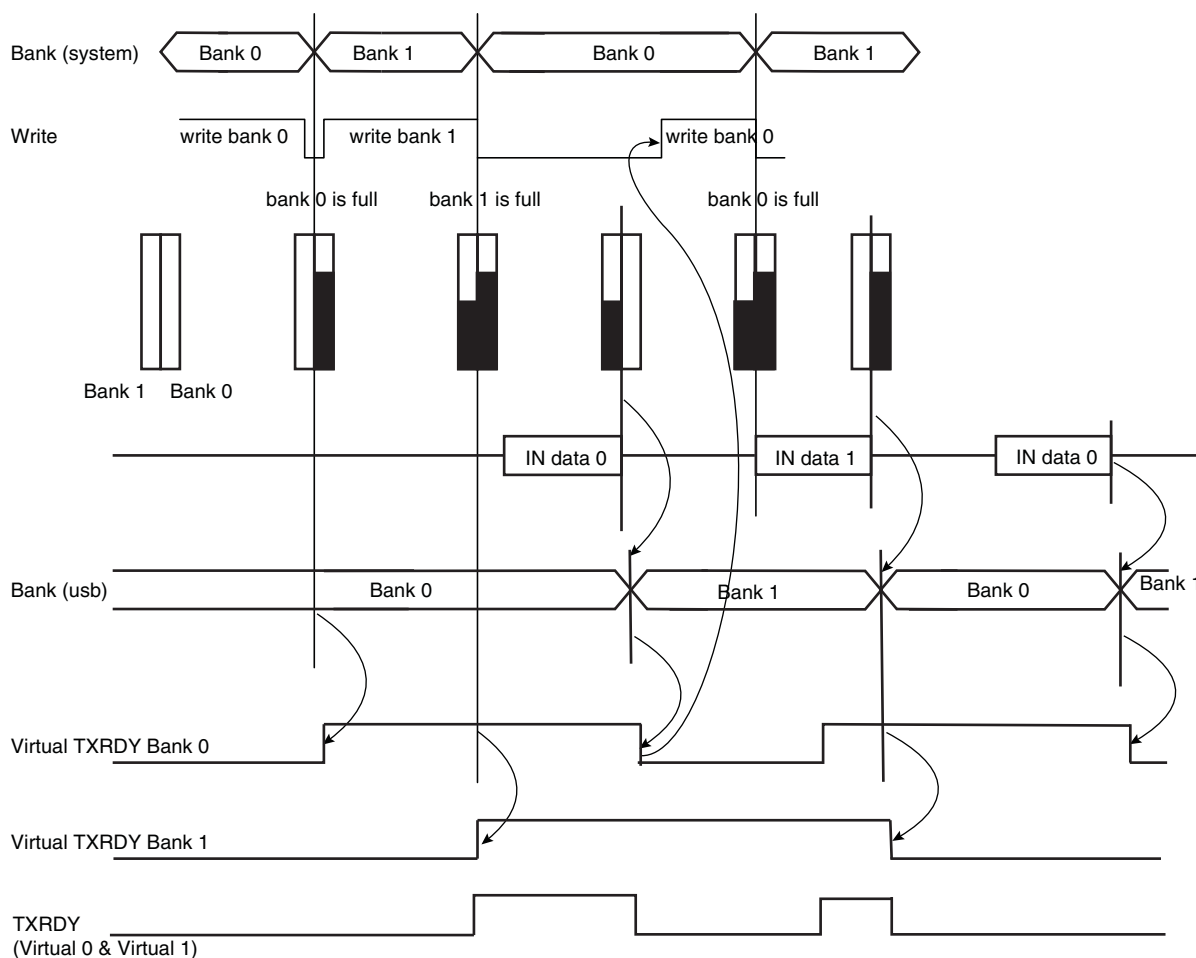 Bank (system)
Bank 0
Bank 1
Bank 0
Bank 1
Write
write bank 0
write bank 1
write bank 0
bank 0 is full
bank 1 is full
bank 0 is full
Bank 1
Bank 0
IN data 0
IN data 1
IN data 0
Bank (usb)
Bank 0
Bank 1
Bank 0
Bank 1
Virtual TXRDY Bank 0
Virtual TXRDY Bank 1
TXRDY
(Virtual 0 & Virtual 1)